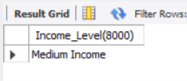 Result Grid Filter Rows:
Income_Level(8000)
Medium Income